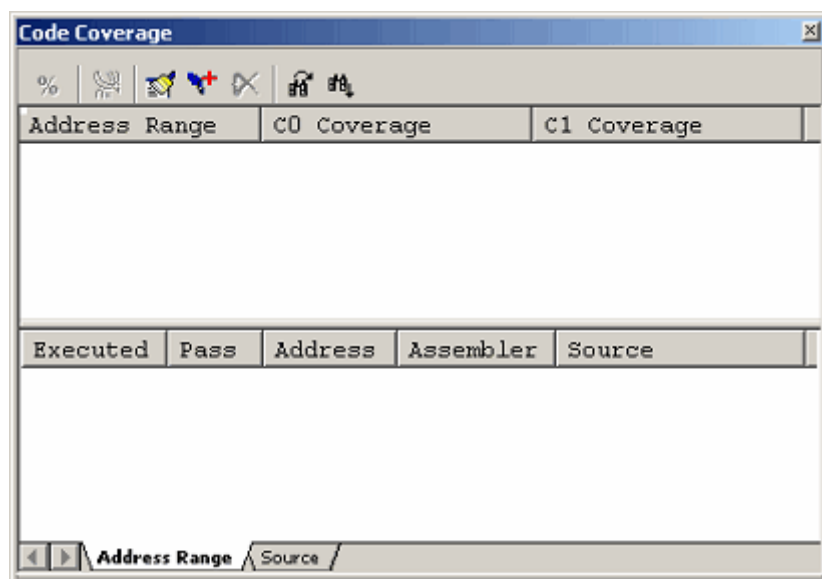 Code Coverage
%
Address Range C0 Coverage C1 Coverage
Executed Pass Address Assembler Source
Address Range Source